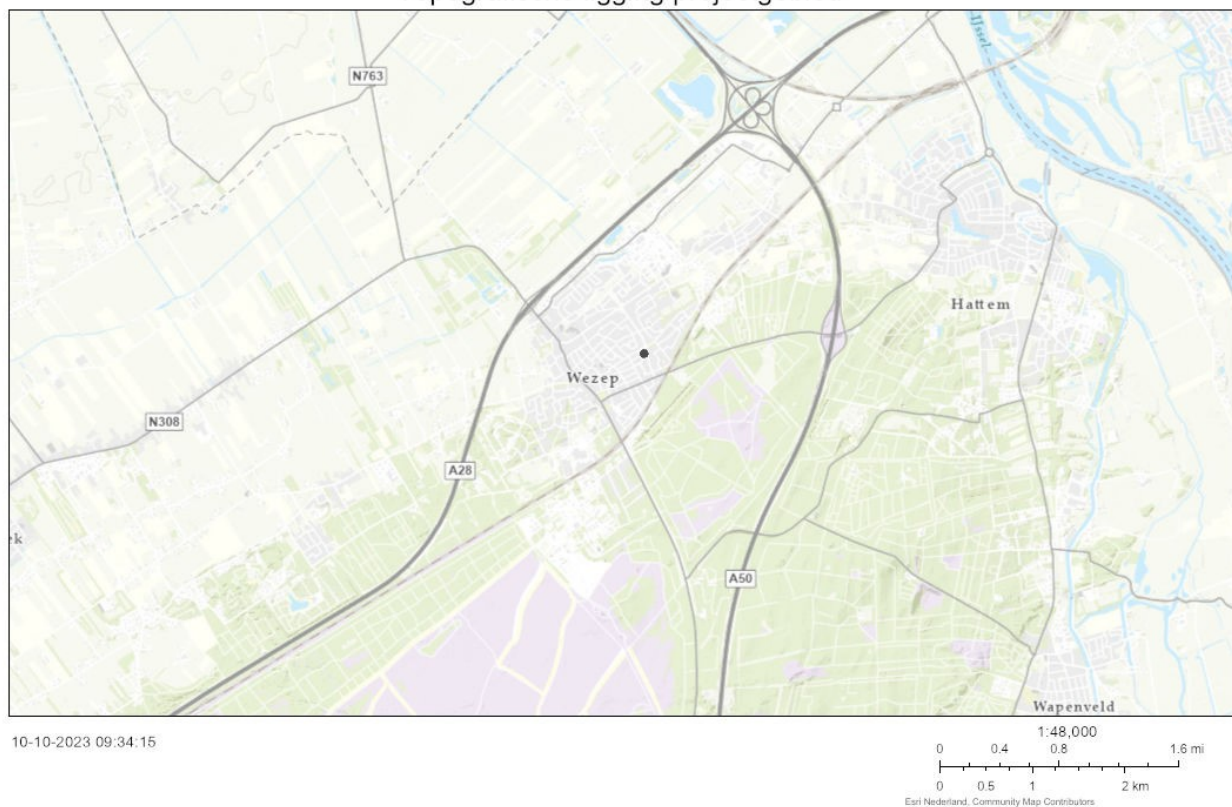 N763
IJssel
Hattem
Wezep
N308
A28
ek
A50
Wapenveld
10-10-2023 09:34:15
1:48,000
0 0.4 0.8 1.6 mi
0 0.5 1 2 km
Esri Nederland, Community Map Contributors